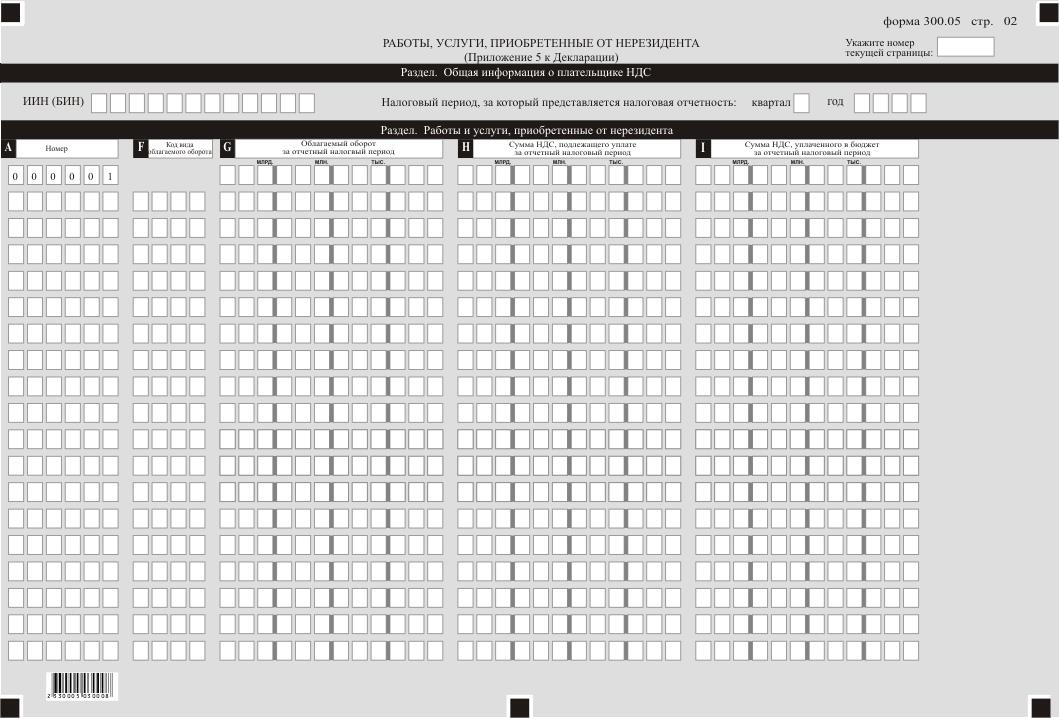 форма 300.05 стр. 02
РАБОТЫ, УСЛУГИ, ПРИОБРЕТЕННЫЕ ОТ НЕРЕЗИДЕНТА
(Приложение 5 к Декларации)
Укажите номер
текущей страницы:
Раздел. Общая информация о плательщике НДС
ИИН (БИН)
Налоговый период, за который представляется налоговая отчетность: квартал год
Раздел. Работы и услуги, приобретенные от нерезидента
A Номер
F Код вида
облагаемого оборота
G Облагаемый оборот
за отчетный налоговый период
H Сумма НДС, подлежащего уплате
за отчетный налоговый период
I Сумма НДС, уплаченного в бюджет
за отчетный налоговый период
МЛРД. МЛН. ТЫС. МЛРД. МЛН. ТЫС. МЛРД. МЛН. ТЫС.
0 0 0 0 0 1